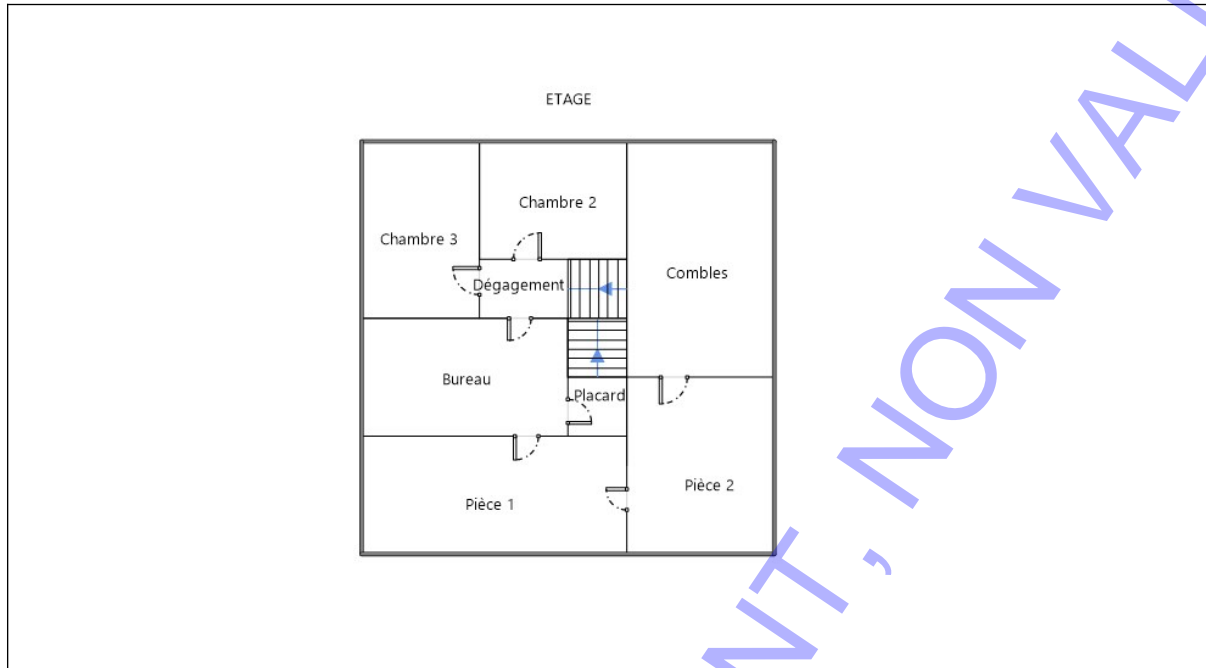 ETAGE
Chambre 2
Chambre 3
Combles
Dégagement
Bureau
Placard
Pièce 2
Pièce 1
NT, NON VAL